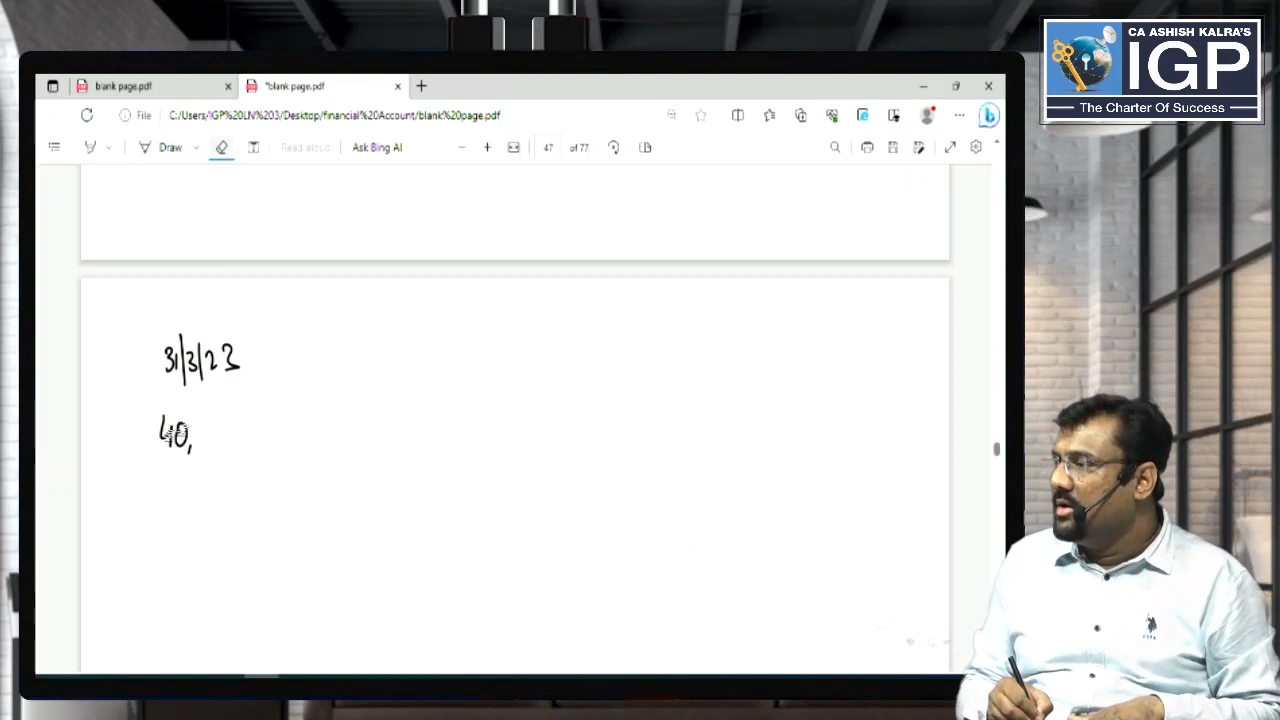 CA ASHISH KALRA'S
IGP
The Charter Of Success
blank page.pdf
*blank page.pdf
File
C:/Users/IGP%20LN%203/Desktop/financial%20Account/blank%20page.pdf
Draw
Read aloud
Ask Bing AI
47 of 77
31/3/23
40,
USPA